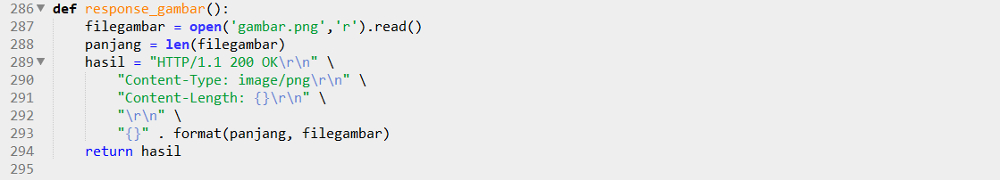 286 def response_gambar():
287     filegambar = open('gambar.png','r').read()
288     panjang = len(filegambar)
289     hasil = "HTTP/1.1 200 OK\r\n" \
290         "Content-Type: image/png\r\n" \
291         "Content-Length: {}\r\n" \
292         "\r\n" \
293         "{}" . format(panjang, filegambar)
294     return hasil
295